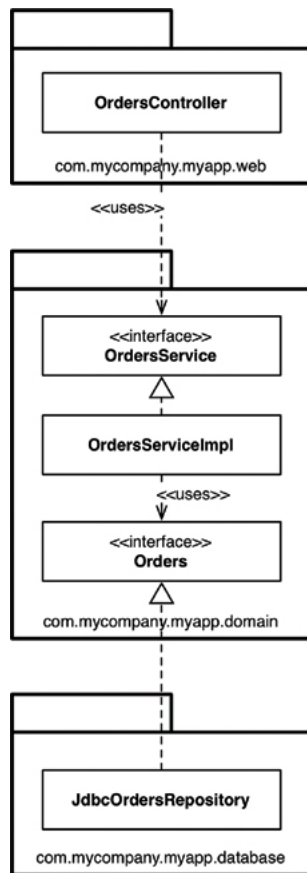 OrdersController
com.mycompany.myapp.web
<<uses>>
<<interface>>
OrdersService
OrdersServiceImpl
<<uses>>
<<interface>>
Orders
com.mycompany.myapp.domain
JdbcOrdersRepository
com.mycompany.myapp.database